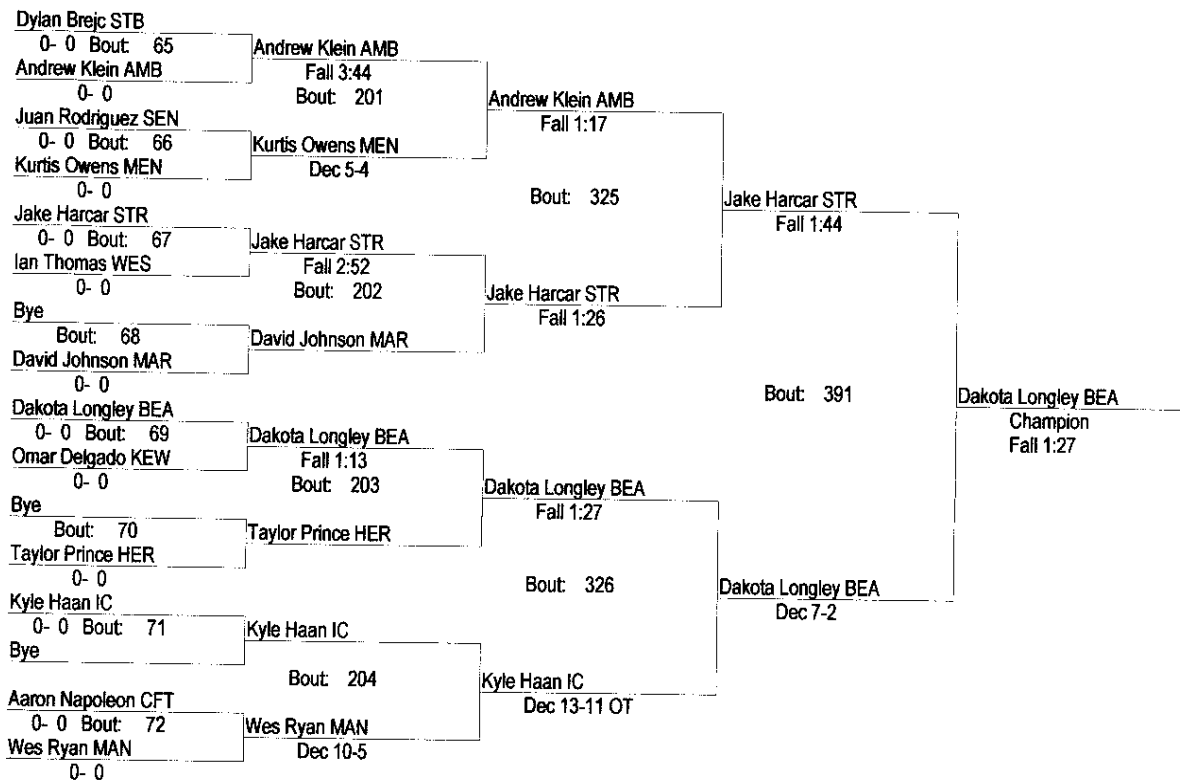 Dylan Brejc STB
0- 0 Bout: 65
Andrew Klein AMB
0- 0
Juan Rodriguez SEN
0- 0 Bout: 66
Kurtis Owens MEN
0- 0
Jake Harcar STR
0- 0 Bout: 67
Ian Thomas WES
0- 0
Bye
Bout: 68
David Johnson MAR
0- 0
Dakota Longley BEA
0- 0 Bout: 69
Omar Delgado KEW
0- 0
Bye
Bout: 70
Taylor Prince HER
0- 0
Kyle Haan IC
0- 0 Bout: 71
Bye
Aaron Napoleon CFT
0- 0 Bout: 72
Wes Ryan MAN
0- 0
Andrew Klein AMB
Fall 3:44
Bout: 201
Kurtis Owens MEN
Dec 5-4
Jake Harcar STR
Fall 2:52
Bout: 202
David Johnson MAR
Dakota Longley BEA
Fall 1:13
Bout: 203
Taylor Prince HER
Kyle Haan IC
Bout: 204
Wes Ryan MAN
Dec 10-5
Andrew Klein AMB
Fall 1:17
Bout: 325
Jake Harcar STR
Fall 1:26
Dakota Longley BEA
Fall 1:27
Bout: 326
Kyle Haan IC
Dec 13-11 OT
Jake Harcar STR
Fall 1:44
Bout: 391
Dakota Longley BEA
Dec 7-2
Dakota Longley BEA
Champion
Fall 1:27